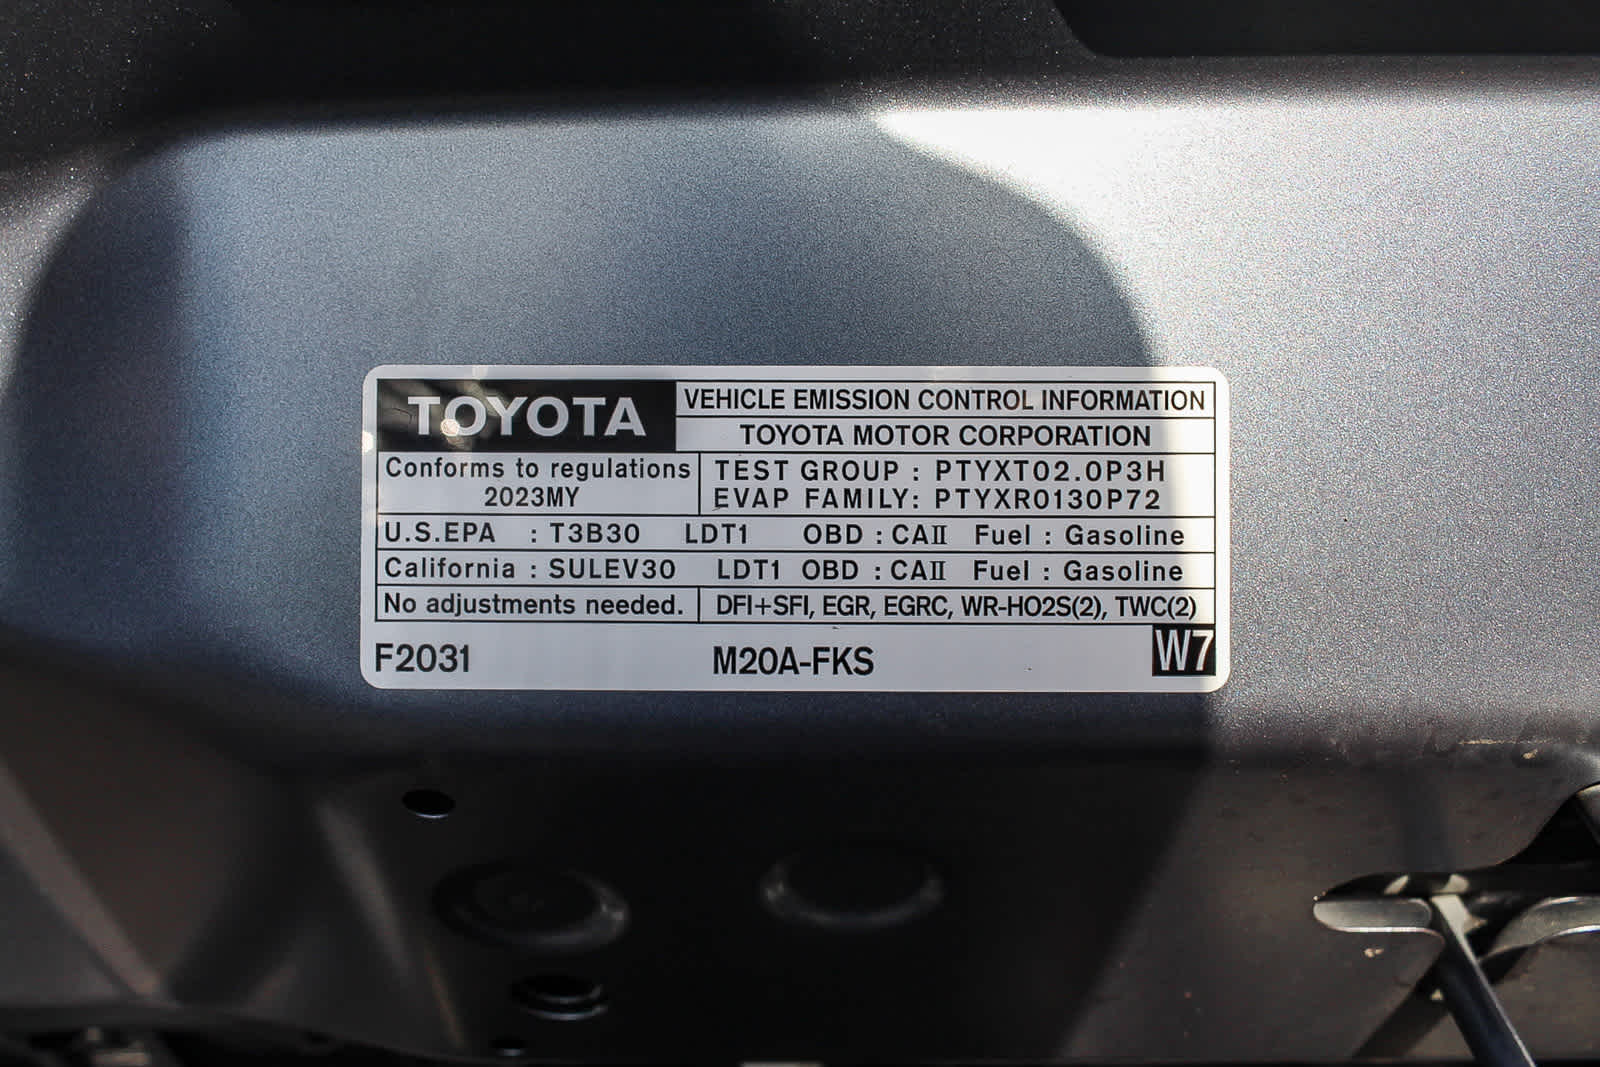 TOYOTA
VEHICLE EMISSION CONTROL INFORMATION
TOYOTA MOTOR CORPORATION
Conforms to regulations
2023MY
TEST GROUP : PTYXT02.0P3H
EVAP FAMILY: PTYXR0130P72
U.S.EPA : T3B30 LDT1 OBD : CAII Fuel : Gasoline
California : SULEV30 LDT1 OBD : CAII Fuel : Gasoline
No adjustments needed. DFI+SFI, EGR, EGRC, WR-HO2S(2), TWC(2)
F2031 M20A-FKS W7